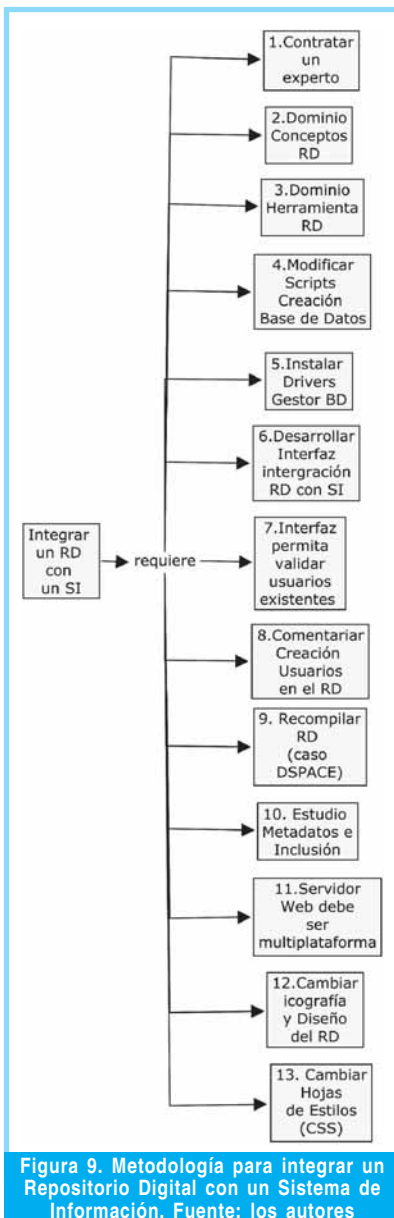 1.Contratar
un
experto
2.Dominio
Conceptos
RD
3.Dominio
Herramienta
RD
4.Modificar
Scripts
Creación
Base de Datos
5.Instalar
Drivers
Gestor BD
6.Desarrollar
Interfaz
intergración
RD con SI
Integrar
un RD
con
un SI
requiere
7.Interfaz
permita
validar
usuarios
existentes
8.Comentariar
Creación
Usuarios
en el RD
9. Recompilar
RD
(caso
DSPACE)
10. Estudio
Metadatos e
Inclusión
11.Servidor
Web debe
ser
multiplataforma
12.Cambiar
icografía
y Diseño
del RD
13. Cambiar
Hojas
de Estilos
(CSS)
Figura 9. Metodología para integrar un
Repositorio Digital con un Sistema de
Información. Fuente: los autores